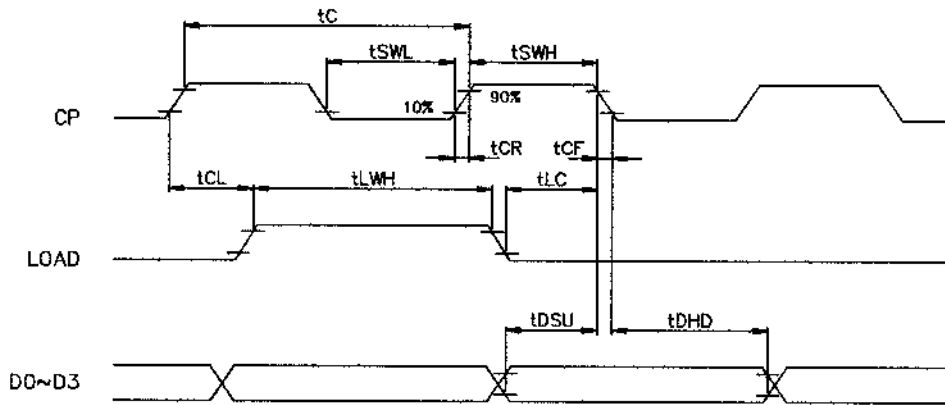 tC
tSWL
tSWH
CP
10%
90%
tCR
tCF
tCL
tLWH
tLC
LOAD
tDSU
tDHD
D0~D3